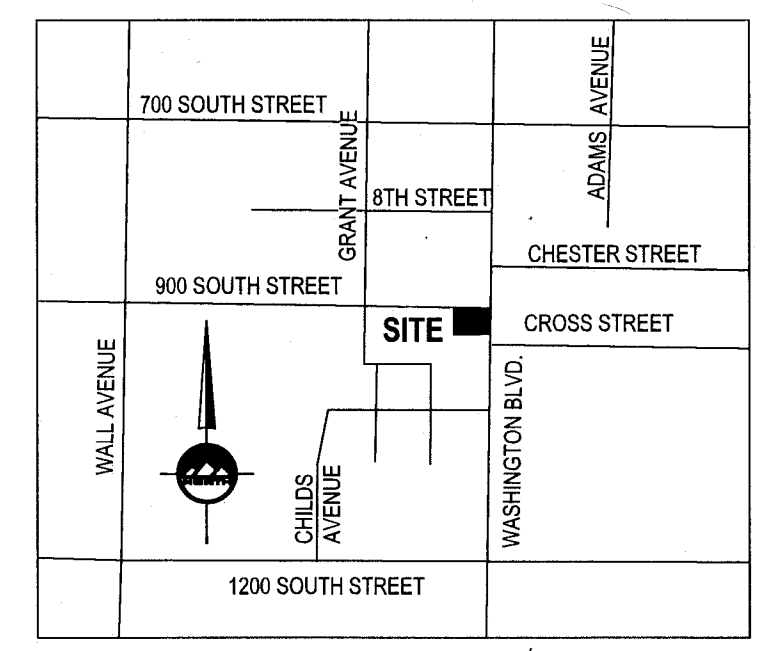 700 SOUTH STREET
GRANT AVENUE
ADAMS AVENUE
8TH STREET
CHESTER STREET
900 SOUTH STREET
SITE
CROSS STREET
WALL AVENUE
WASHINGTON BLVD.
NORTH
CHILDS
AVENUE
1200 SOUTH STREET